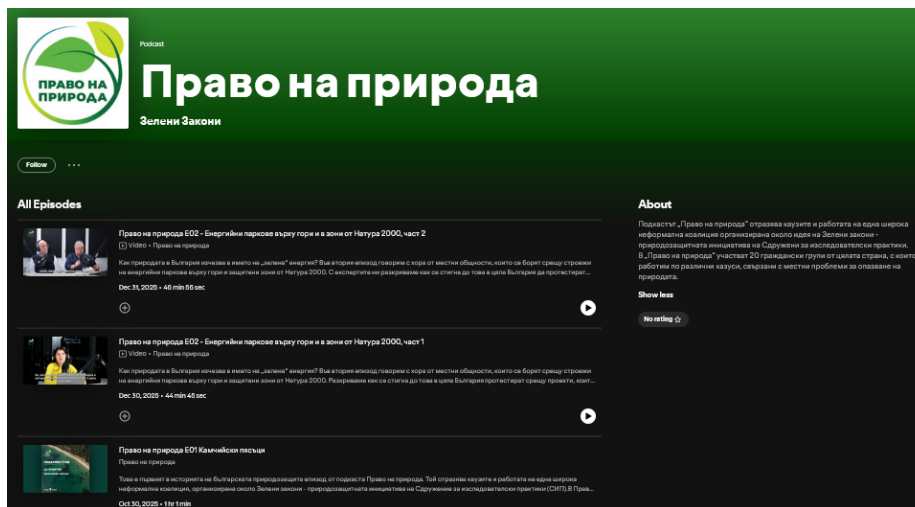 Podcast
Право на природа
ПРАВО НА
ПРИРОДА
Зелени Закони
Follow
All Episodes
Право на природа Е02 - Енергийни паркове върху гори и в зони от Натура 2000, част 2
Video • Право на природа
Как природата в България изчезва в името на „зелена" енергия? Във втория епизод говорим с хора от местни общности, които се борят срещу строежи
на енергийни паркове върху гори и защитени зони от Натура 2000. С експертите ни разкриваме как се стигна до това в цяла България да протестират...
Dec 31, 2025 • 46 min 56 sec
Право на природа Е02 - Енергийни паркове върху гори и в зони от Натура 2000, част 1
Video • Право на природа
Как природата в България изчезва в името на „зелена" енергия? Във втория епизод говорим с хора от местни общности, които се борят срещу строежи
на енергийни паркове върху гори и защитени зони от Натура 2000. Разкриваме как се стигна до това в цяла България протестират срещу проекти, коит...
Dec 30, 2025 • 44 min 45 sec
Право на природа Е01 Камчийски пясъци
Право на природа
Това е първият в историята на българската природозащита епизод от подкаста Право на природа. Той отразява каузите и работата на една широка
неформална коалиция, организирана около Зелени закони - природозащитната инициатива на Сдружение за изследователски практики (СИП).В Прав...
Oct 30, 2025 • 1 hr 1 min
About
Подкастът „Право на природа" отразява каузите и работата на една широка
неформална коалиция организирана около идея на Зелени закони -
природозащитната инициатива на Сдружени за изследователски практики.
В „Право на природа" участват 20 граждански групи от цялата страна, с които
работим по различни казуси, свързани с местни проблеми за опазване на
природата.
Show less
No rating